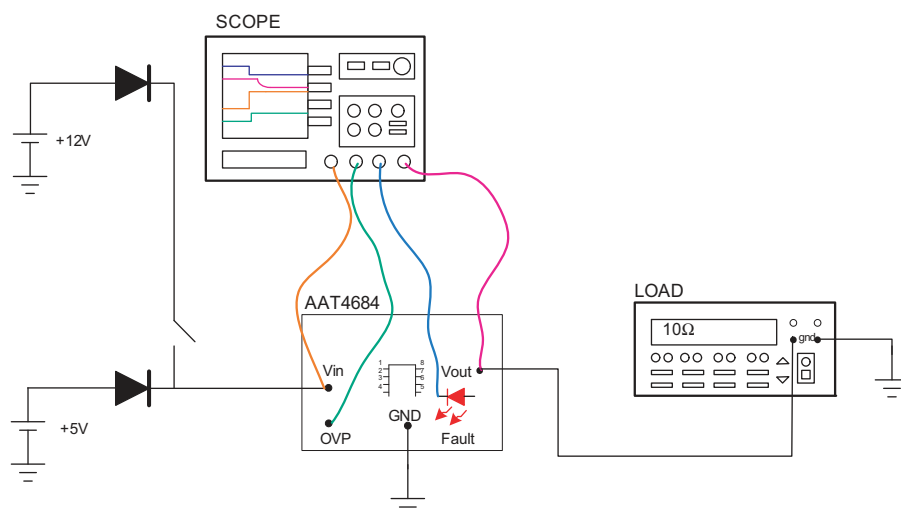 SCOPE
+12V
AAT4684
LOAD
10Ω
gnd
Vin
1
2
3
4
8
7
6
5
Vout
+5V
OVP
GND
Fault